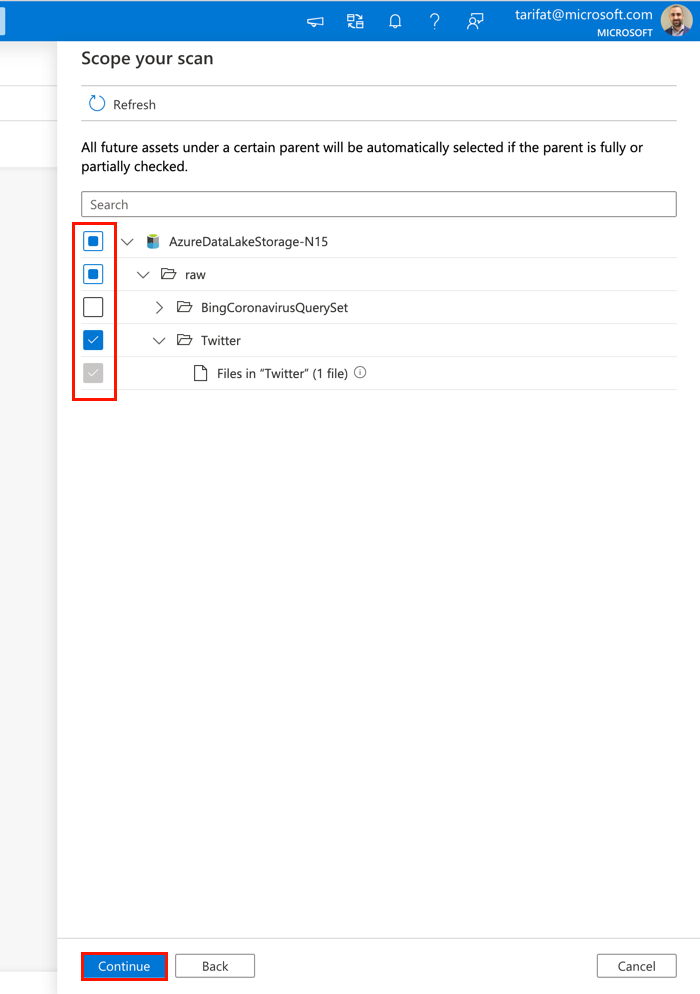 tarifat@microsoft.com
MICROSOFT
Scope your scan
Refresh
All future assets under a certain parent will be automatically selected if the parent is fully or
partially checked.
Search
AzureDataLakeStorage-N15
raw
BingCoronavirusQuerySet
Twitter
Files in “Twitter” (1 file)
Continue
Back
Cancel